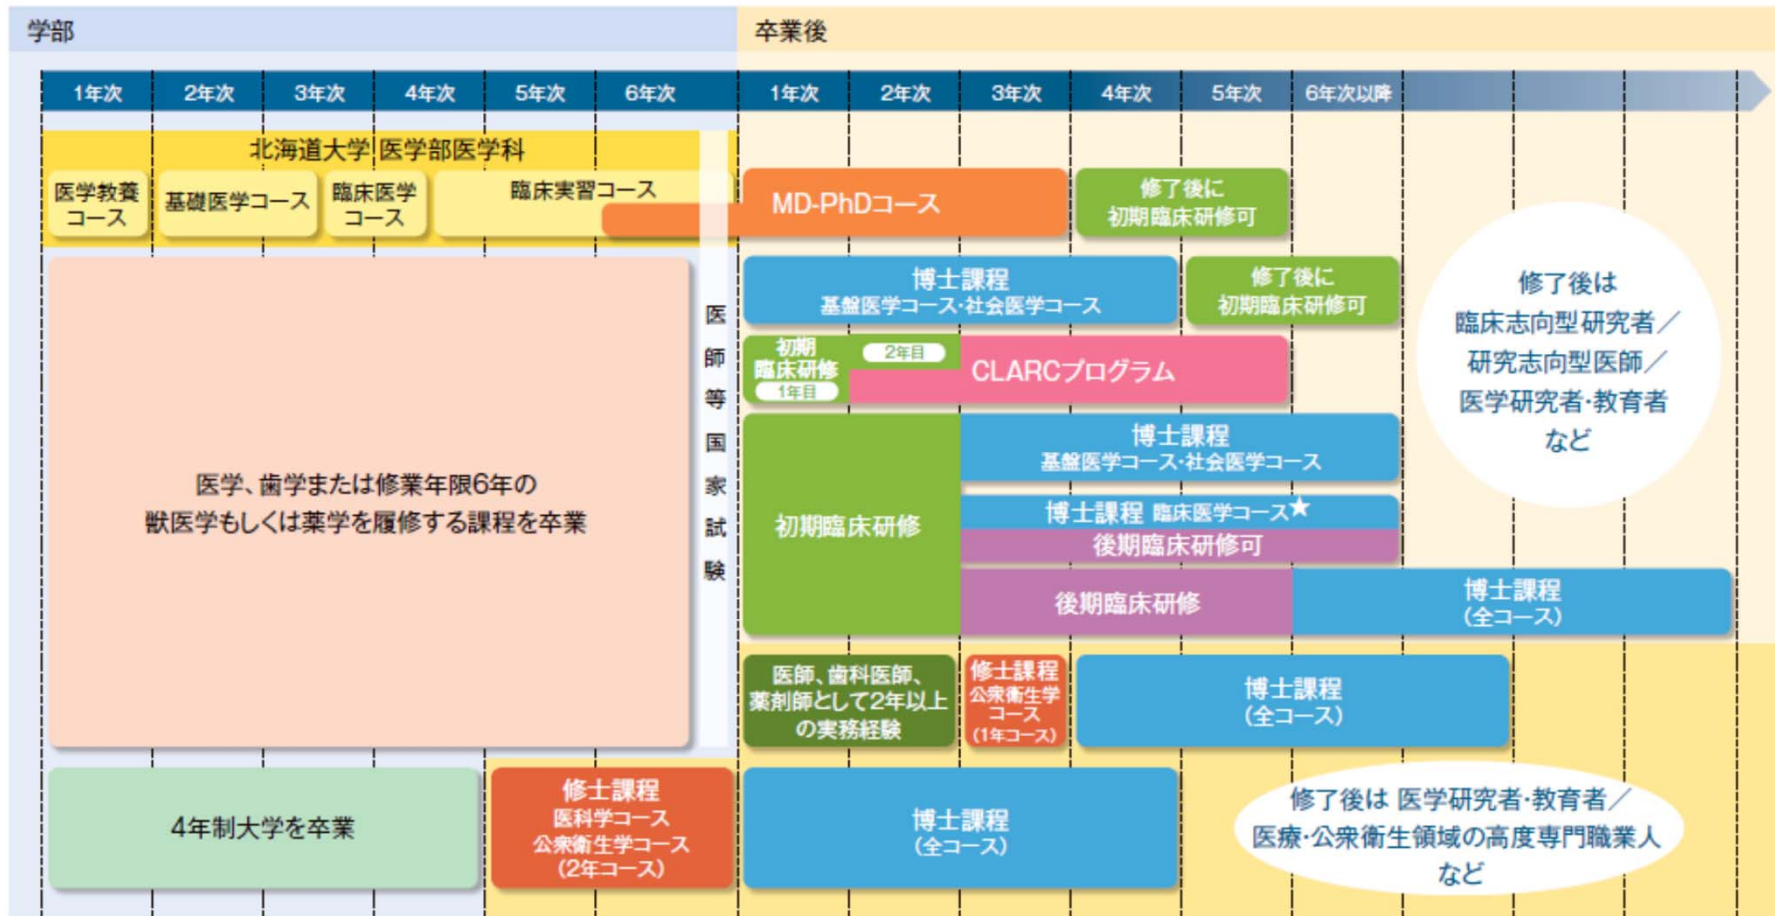 学部
卒業後
1年次
2年次
3年次
4年次
5年次
6年次
1年次
2年次
3年次
4年次
5年次
6年次以降
北海道大学 医学部医学科
医学教養
コース
基礎医学コース
臨床医学
コース
臨床実習コース
MD-PhDコース
修了後に
初期臨床研修可
医師等国家試験
博士課程
基盤医学コース・社会医学コース
修了後に
初期臨床研修可
初期
臨床研修
1年目
2年目
CLARCプログラム
修了後は
臨床志向型研究者／
研究志向型医師／
医学研究者・教育者
など
医学、歯学または修業年限6年の
獣医学もしくは薬学を履修する課程を卒業
初期臨床研修
博士課程
基盤医学コース・社会医学コース
博士課程 臨床医学コース★
後期臨床研修可
後期臨床研修
博士課程
(全コース)
医師、歯科医師、
薬剤師として2年以上
の実務経験
修士課程
公衆衛生学
コース
(1年コース)
博士課程
(全コース)
4年制大学を卒業
修士課程
医科学コース
公衆衛生学コース
(2年コース)
博士課程
(全コース)
修了後は 医学研究者・教育者／
医療・公衆衛生領域の高度専門職業人
など